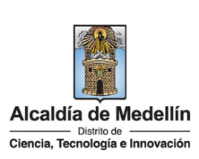 Alcaldía de Medellín
Distrito de
Ciencia, Tecnología e Innovación